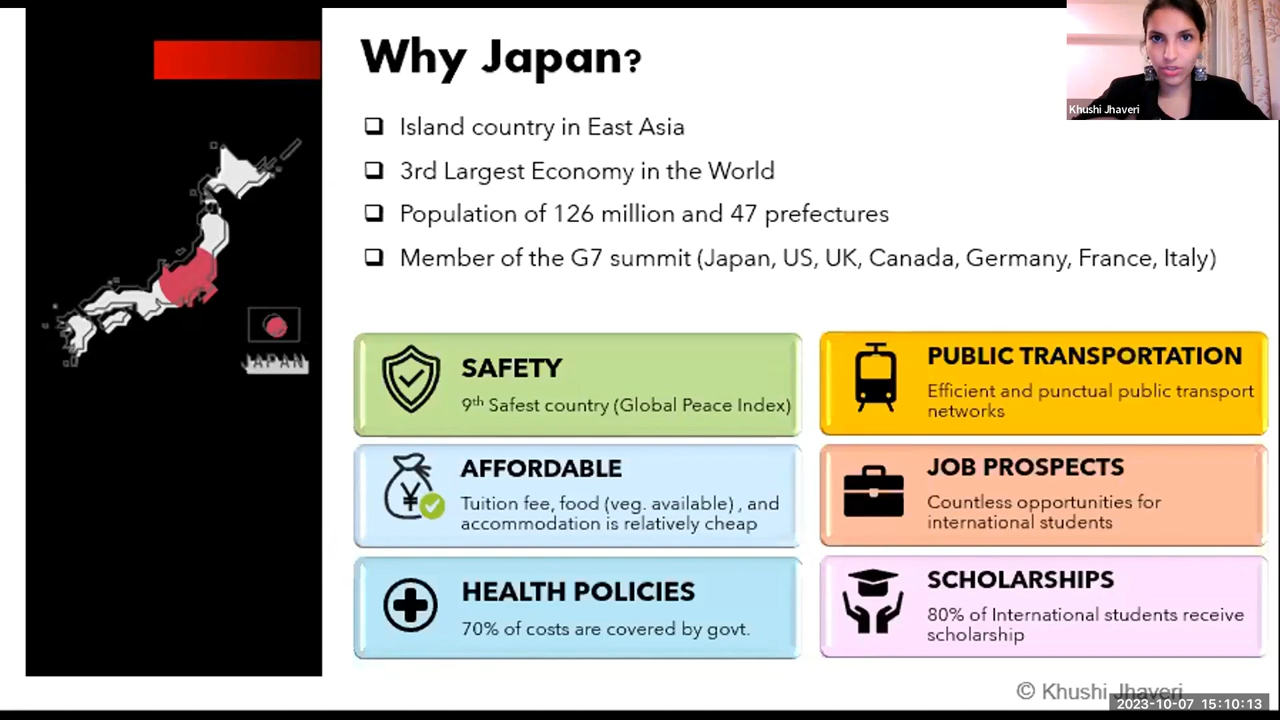 Why Japan?
Khushi Jhaveri
Island country in East Asia
3rd Largest Economy in the World
Population of 126 million and 47 prefectures
Member of the G7 summit (Japan, US, UK, Canada, Germany, France, Italy)
JAPAN
SAFETY
9th Safest country (Global Peace Index)
PUBLIC TRANSPORTATION
Efficient and punctual public transport
networks
AFFORDABLE
Tuition fee, food (veg. available) , and
accommodation is relatively cheap
JOB PROSPECTS
Countless opportunities for
international students
HEALTH POLICIES
70% of costs are covered by govt.
SCHOLARSHIPS
80% of International students receive
scholarship
© Khushi Jhaveri
2023-10-07 15:10:13